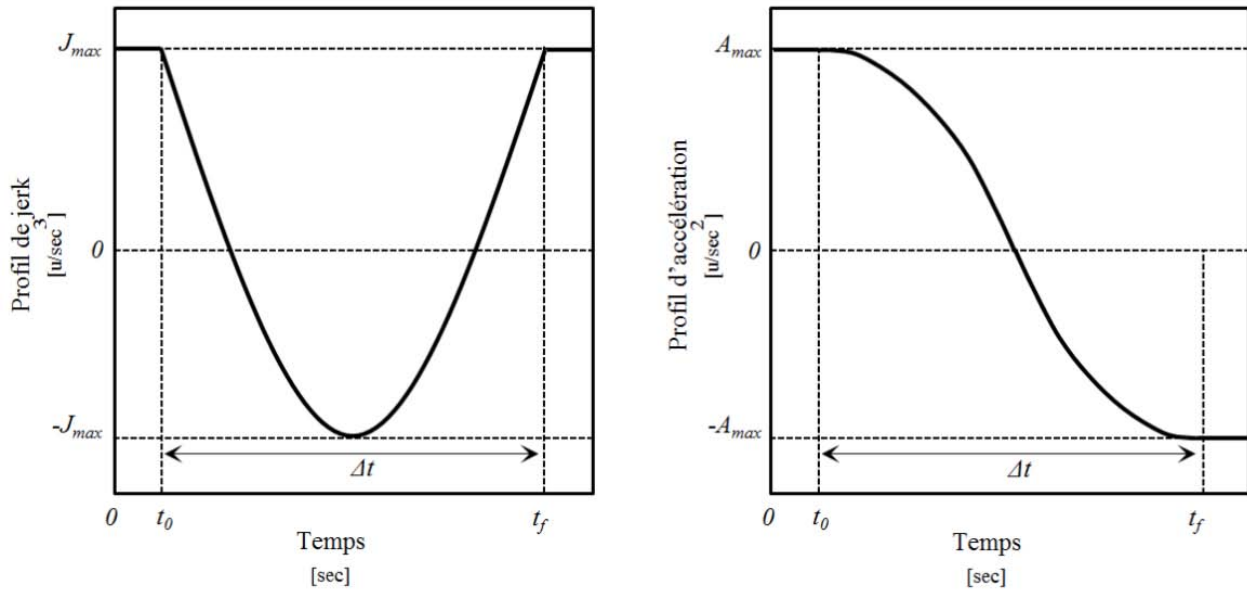 J_max
0
-J_max
Profil de jerk
[u/sec^3]
Δt
0 t_0 t_f
Temps
[sec]
A_max
0
-A_max
Profil d'accélération
[u/sec^2]
Δt
0 t_0 t_f
Temps
[sec]